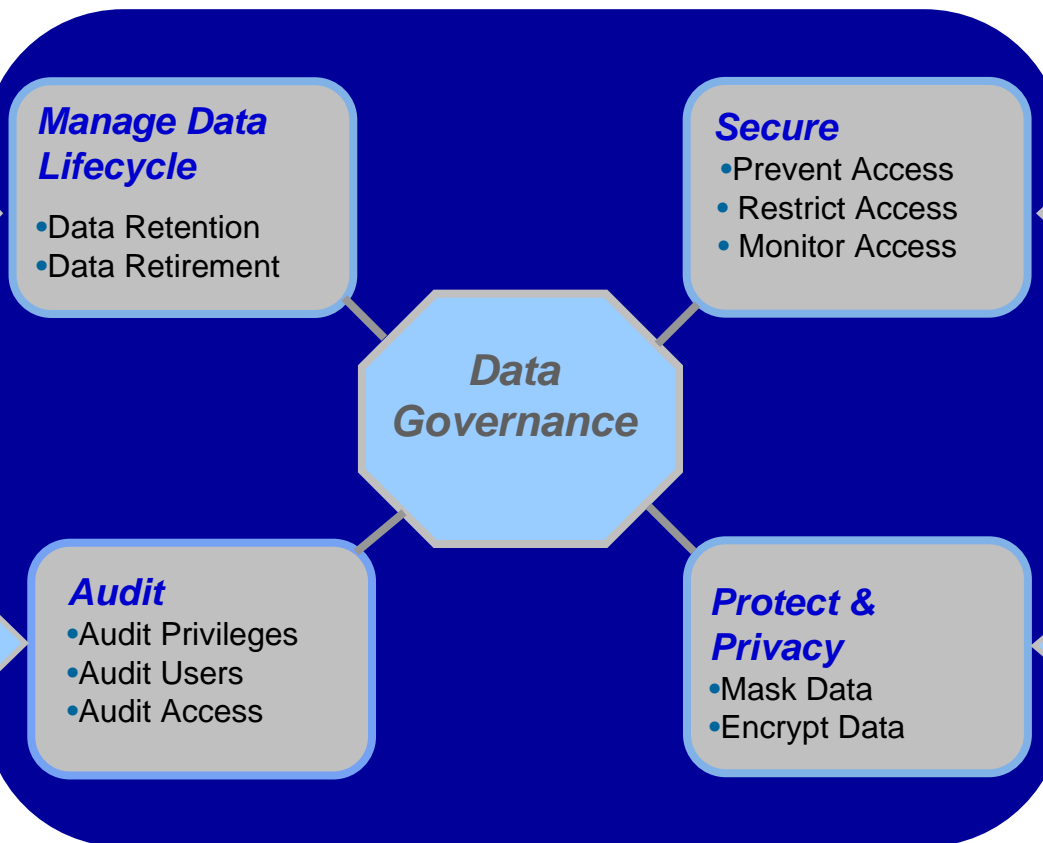 Manage Data
Lifecycle
•Data Retention
•Data Retirement
Secure
•Prevent Access
• Restrict Access
• Monitor Access
Data
Governance
Audit
•Audit Privileges
•Audit Users
•Audit Access
Protect &
Privacy
•Mask Data
•Encrypt Data